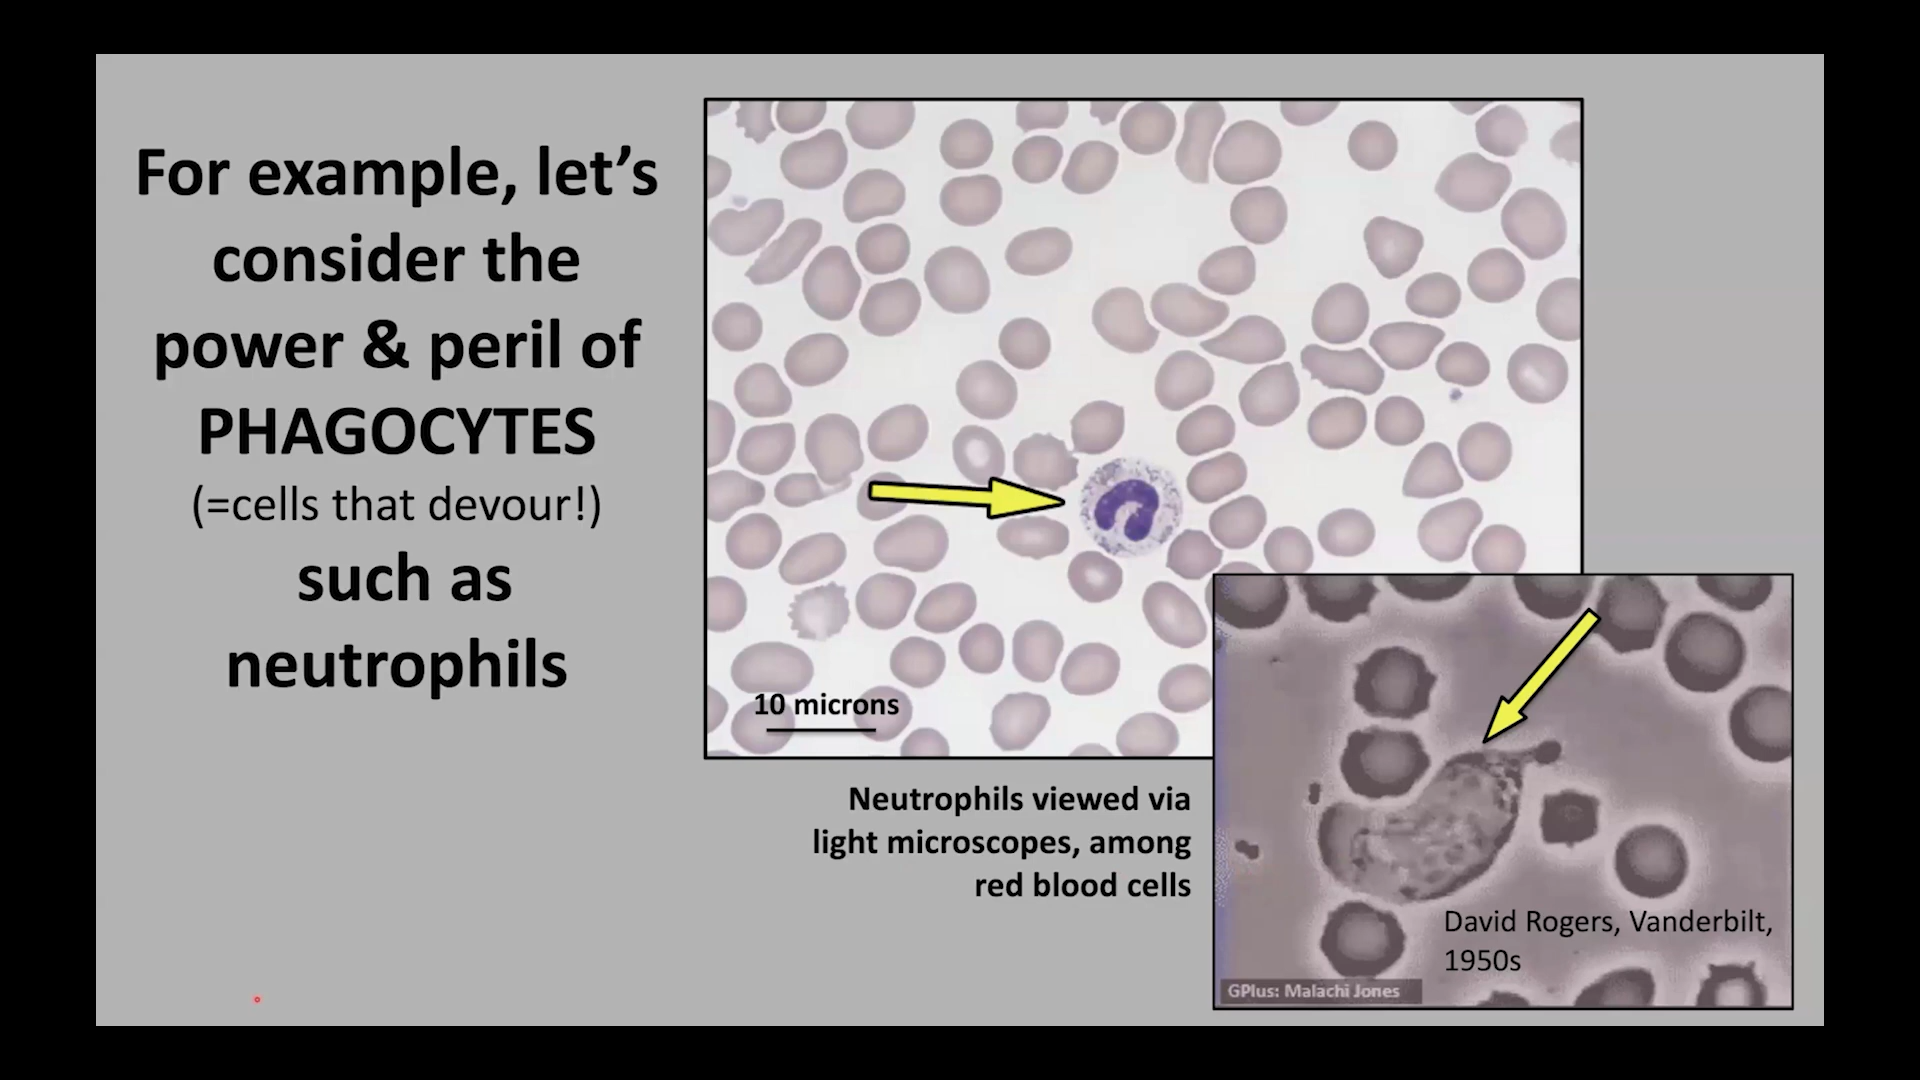 For example, let’s
consider the
power & peril of
PHAGOCYTES
(=cells that devour!)
such as
neutrophils
10 microns
Neutrophils viewed via
light microscopes, among
red blood cells
David Rogers, Vanderbilt,
1950s
GPlus: Malachi Jones